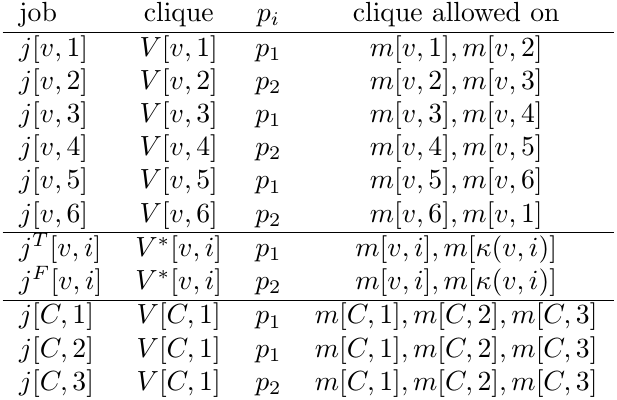 job clique p_i clique allowed on
j[v, 1] V[v, 1] p_1 m[v, 1], m[v, 2]
j[v, 2] V[v, 2] p_2 m[v, 2], m[v, 3]
j[v, 3] V[v, 3] p_1 m[v, 3], m[v, 4]
j[v, 4] V[v, 4] p_2 m[v, 4], m[v, 5]
j[v, 5] V[v, 5] p_1 m[v, 5], m[v, 6]
j[v, 6] V[v, 6] p_2 m[v, 6], m[v, 1]
j^T[v, i] V*[v, i] p_1 m[v, i], m[κ(v, i)]
j^F[v, i] V*[v, i] p_2 m[v, i], m[κ(v, i)]
j[C, 1] V[C, 1] p_1 m[C, 1], m[C, 2], m[C, 3]
j[C, 2] V[C, 1] p_1 m[C, 1], m[C, 2], m[C, 3]
j[C, 3] V[C, 1] p_2 m[C, 1], m[C, 2], m[C, 3]